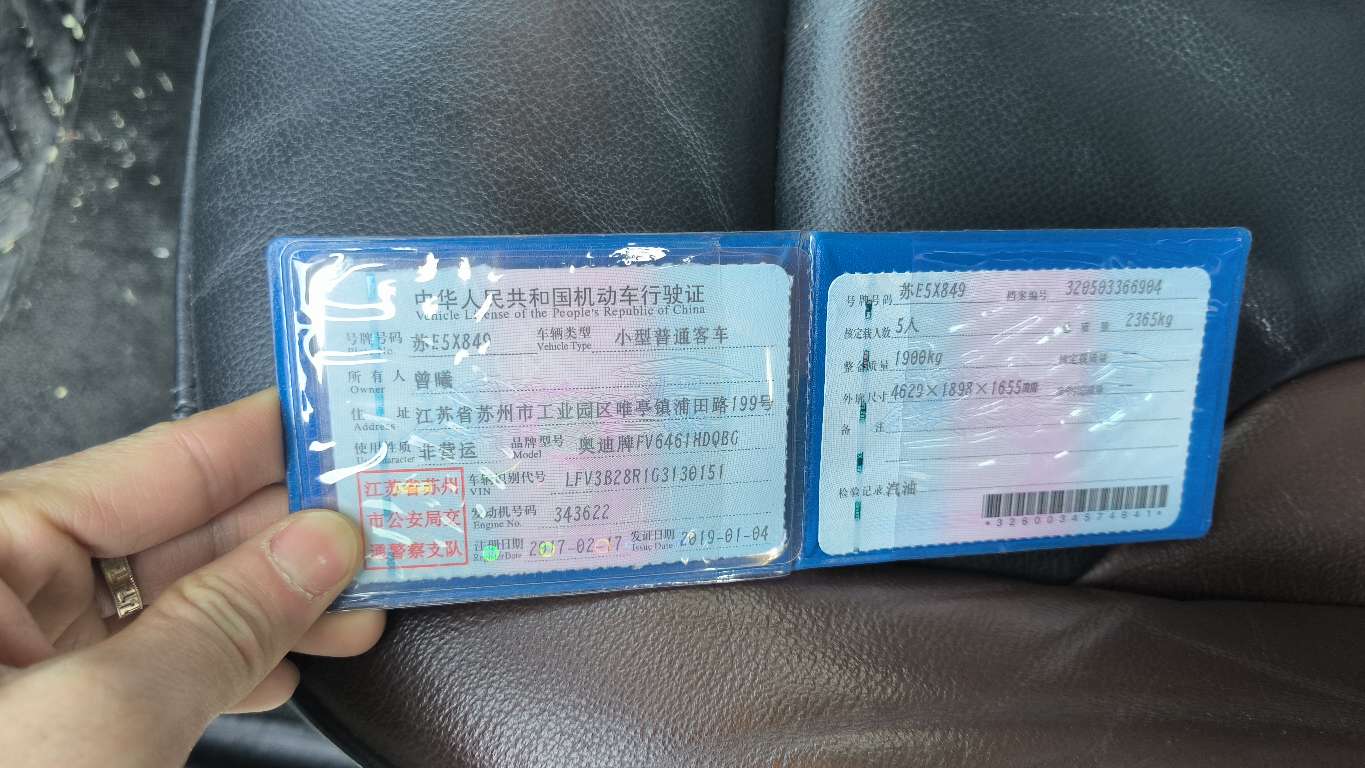 中华人民共和国机动车行驶证
Vehicle License of the People's Republic of China
号牌号码 苏E5X849 车辆类型 小型普通客车
Vehicle Type
所有人 曾曦
Owner
住址 江苏省苏州市工业园区唯亭镇浦田路199号
Address
使用性质 非营运 品牌型号 奥迪牌FV6461HDQBG
Use Character Model
江苏省苏州
市公安局交
通警察支队
车辆识别代号 LFV3B28R1G3130151
VIN
发动机号码 343622
Engine No.
注册日期 2017-02-17 发证日期 2019-01-04
Register Date Issue Date
号牌号码 苏E5X849 档案编号 320503366904
核定载人数 5人 总质量 2365kg
整备质量 1900kg 核定载质量 —
外廓尺寸 4629×1898×1655mm —
备注
检验记录 汽油
*3260034574841*